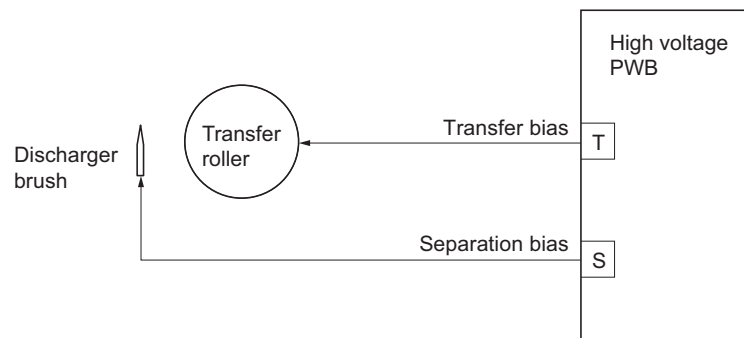 High voltage
PWB
Transfer bias
T
Transfer
roller
Discharger
brush
Separation bias
S